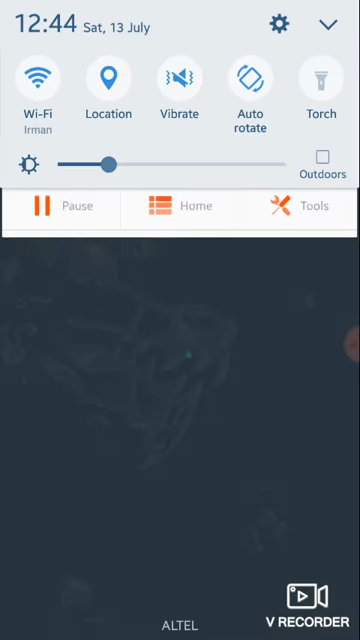 12:44 Sat, 13 July
Wi-Fi
Irman
Location
Vibrate
Auto
rotate
Torch
Outdoors
Pause
Home
Tools
V RECORDER
ALTEL